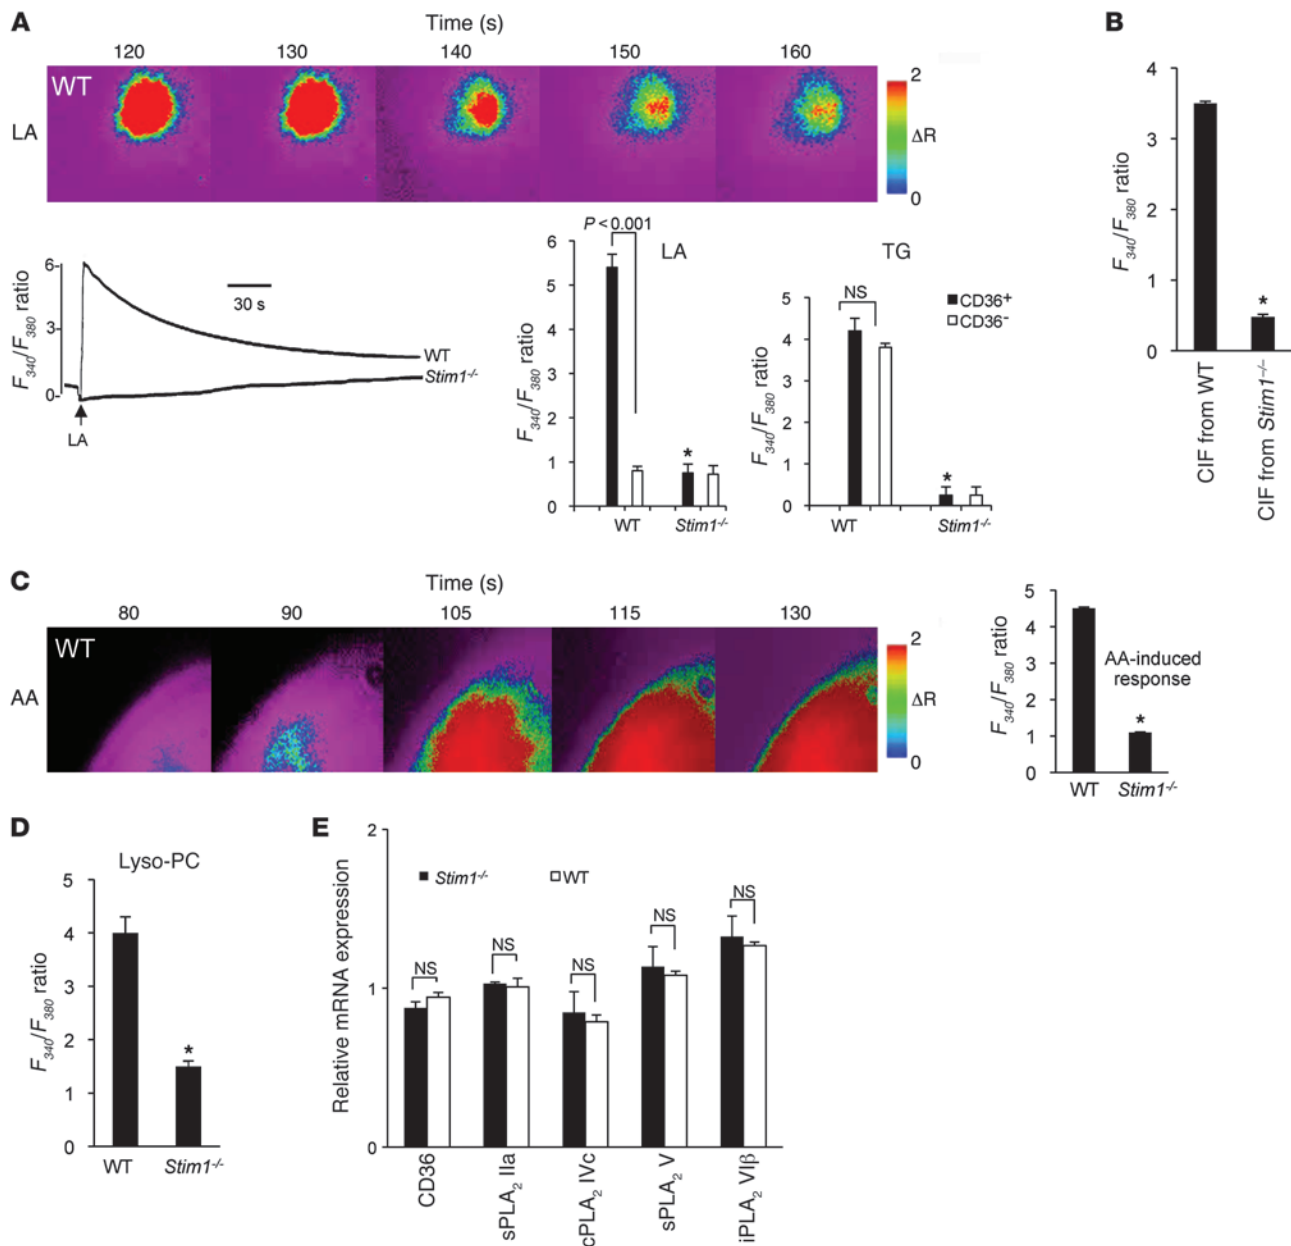 A
Time (s)
120 130 140 150 160
WT
LA
2
ΔR
0
F340/F380 ratio
6-
3-
0-
30 s
WT
Stim1-/-
LA
P < 0.001
LA
F340/F380 ratio
6
5
4
3
2
1
0
*
WT Stim1-/-
TG
NS
CD36+
CD36-
F340/F380 ratio
5
4
3
2
1
0
*
WT Stim1-/-
B
F340/F380 ratio
4
3
2
1
0
*
CIF from WT
CIF from Stim1-/-
C
Time (s)
80 90 105 115 130
WT
AA
2
ΔR
0
F340/F380 ratio
5
4
3
2
1
0
AA-induced
response
*
WT Stim1-/-
D
Lyso-PC
F340/F380 ratio
5
4
3
2
1
0
*
WT Stim1-/-
E
Relative mRNA expression
2
1
0
Stim1-/- WT
NS
NS
NS
NS
NS
CD36
sPLA2 IIa
cPLA2 IVc
sPLA2 V
iPLA2 VIβ